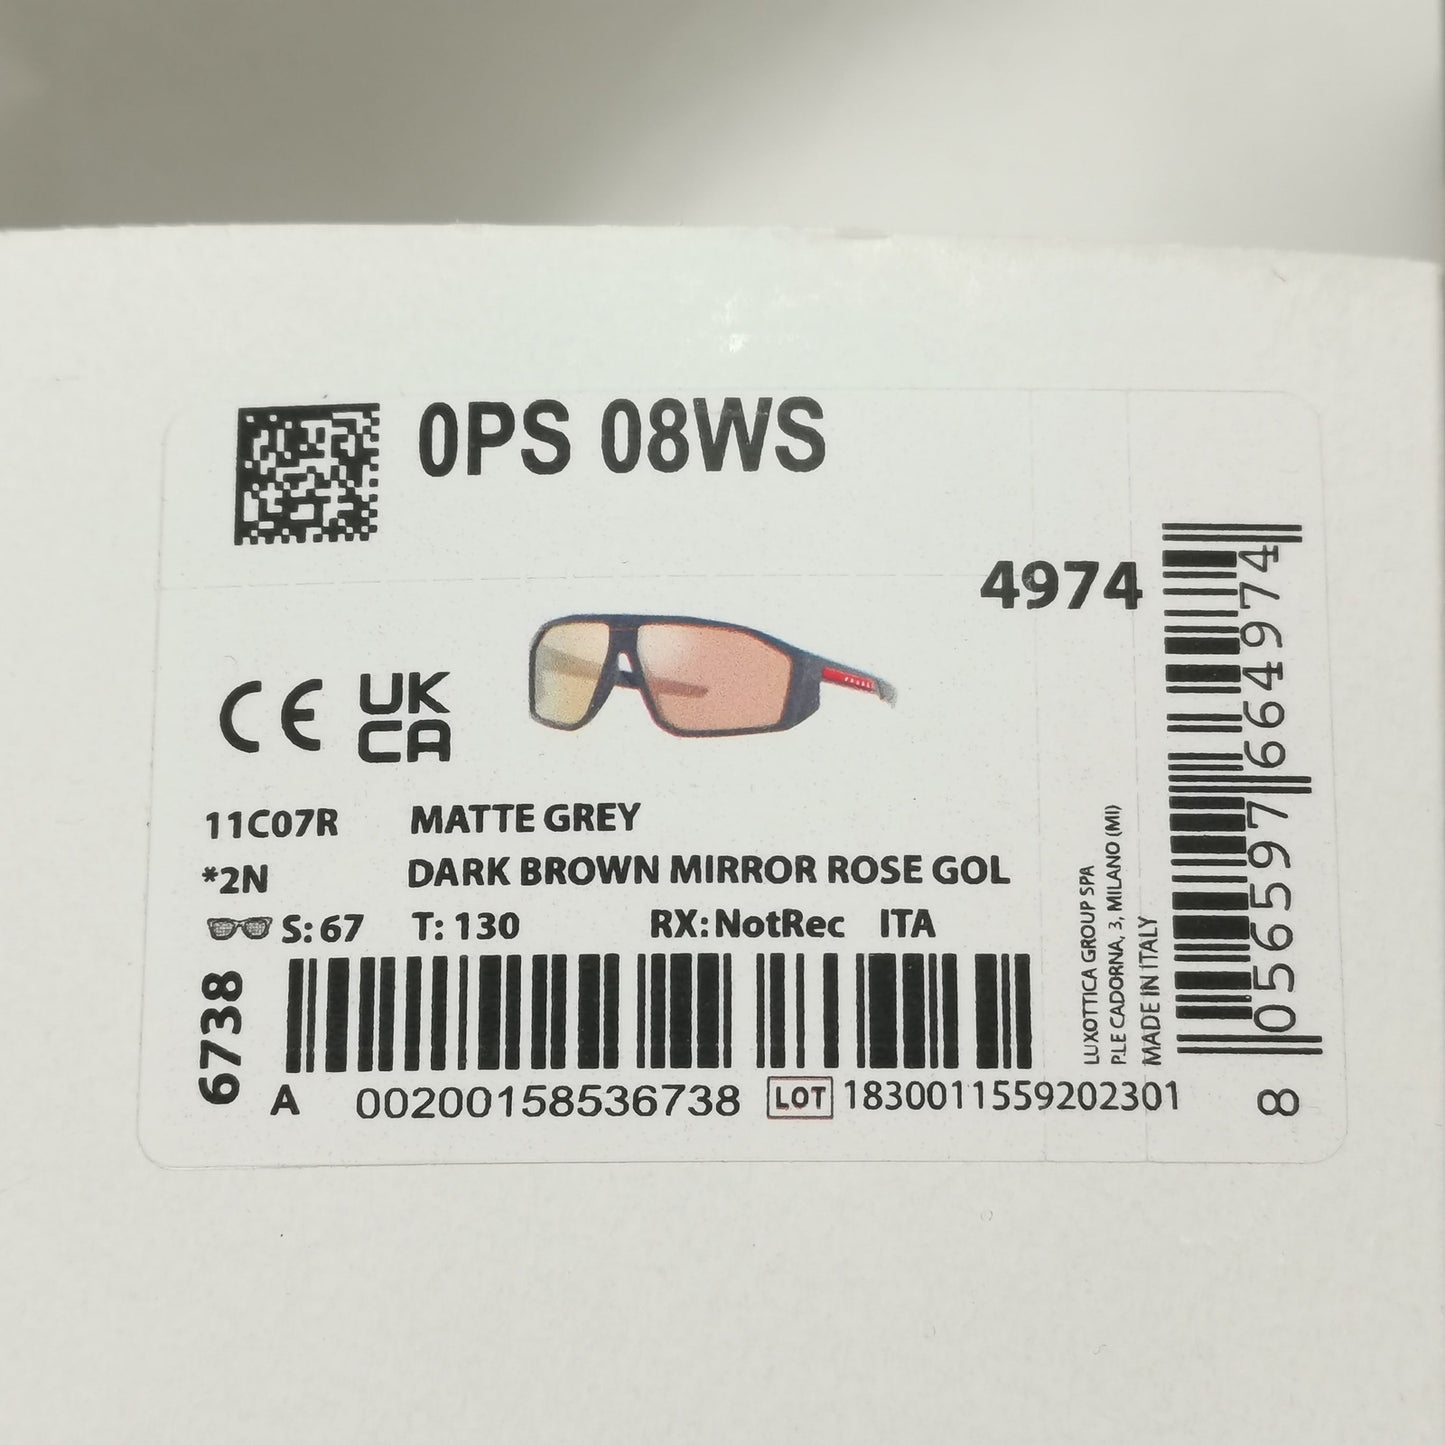 0PS 08WS
4974
CE
UK
CA
11C07R MATTE GREY
*2N DARK BROWN MIRROR ROSE GOL
S: 67 T: 130 RX: NotRec ITA
6738
A 00200158536738 LOT 1830011559202301
LUXOTTICA GROUP SPA
P.LE CADORNA, 3, MILANO (MI)
MADE IN ITALY
8 056597 664974